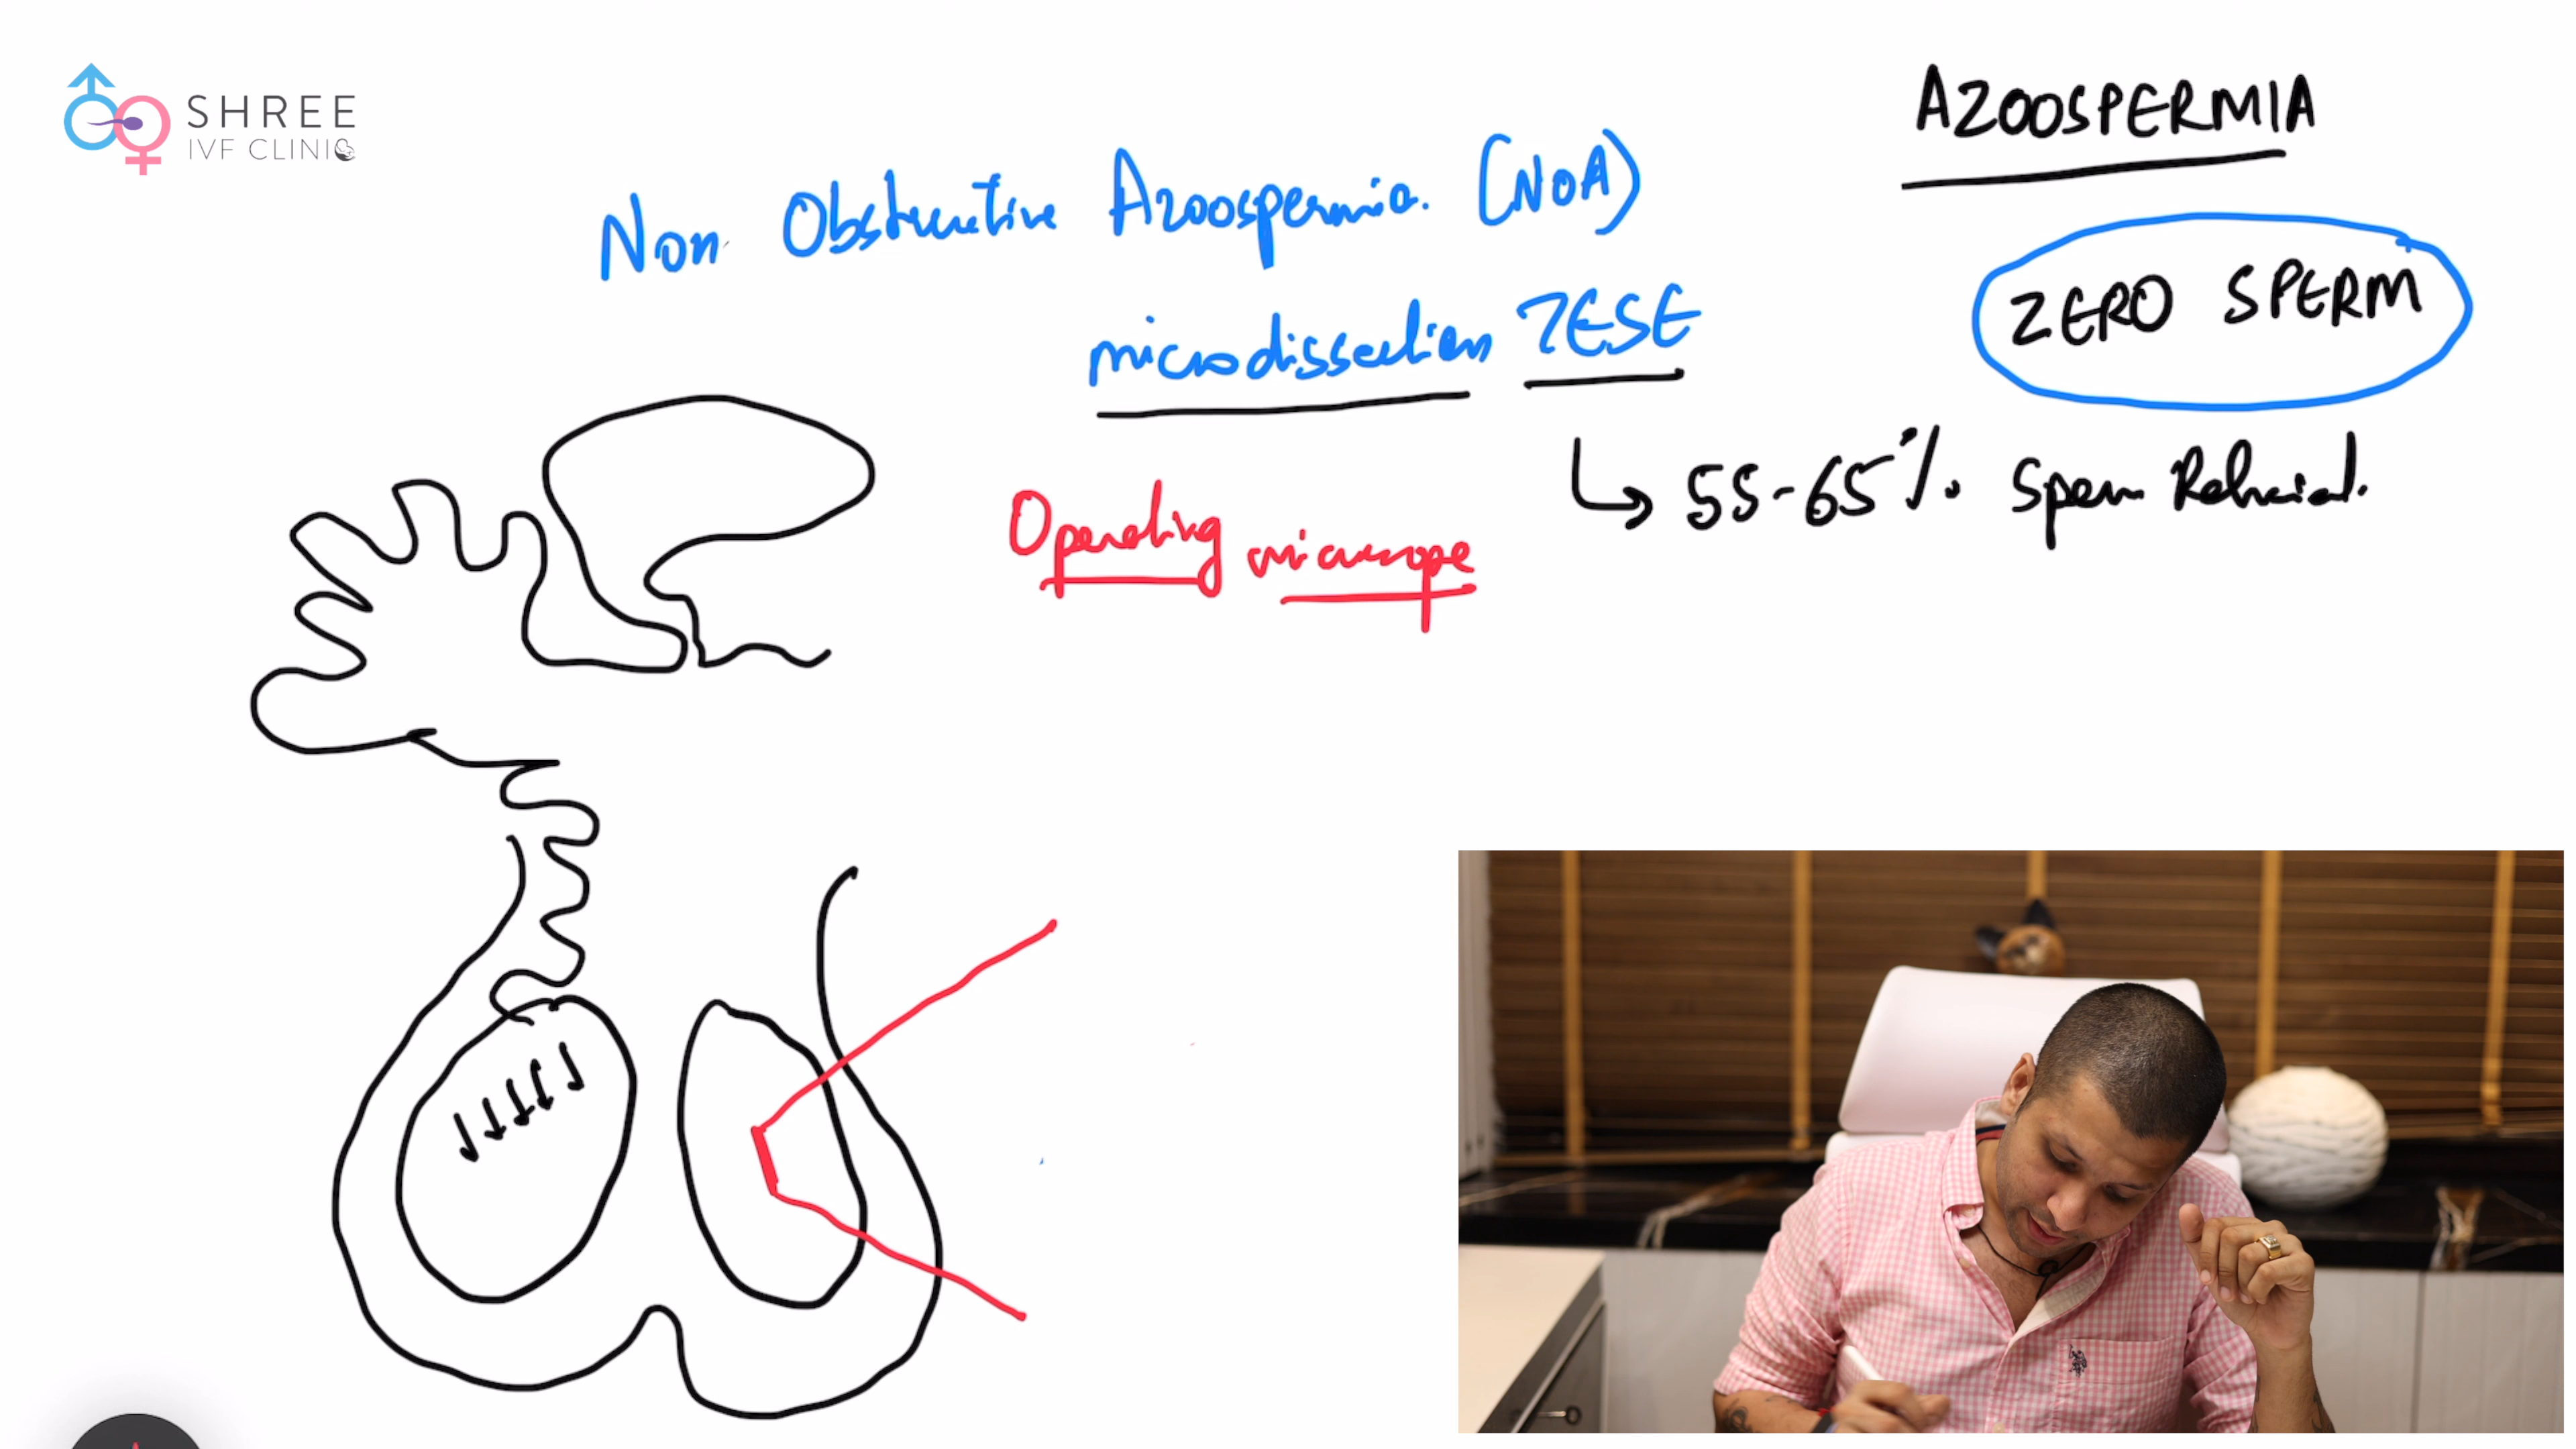 SHREE
IVF CLINIC
AZOOSPERMIA
Non Obstructive Azoospermia. (NOA)
ZERO SPERM
microdissection TESE
↳ 55-65%. Sperm Retrieval.
Operating microscope